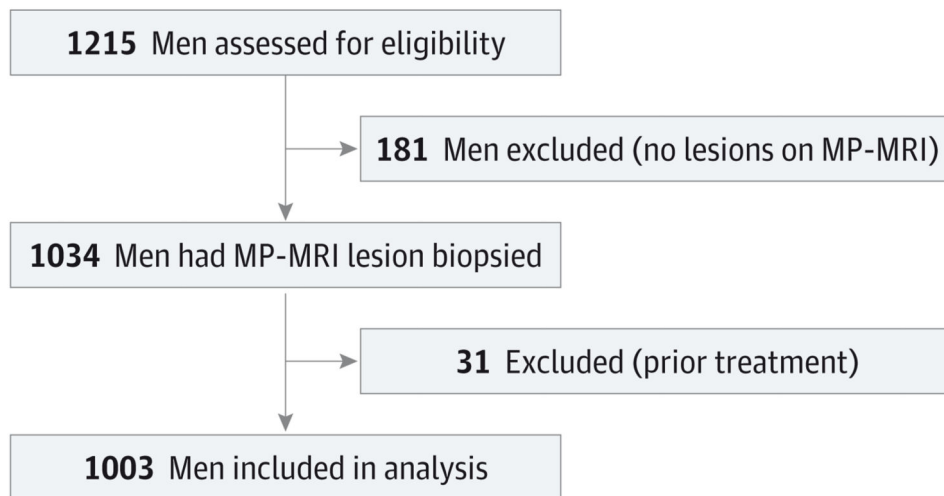 1215 Men assessed for eligibility
181 Men excluded (no lesions on MP-MRI)
1034 Men had MP-MRI lesion biopsied
31 Excluded (prior treatment)
1003 Men included in analysis